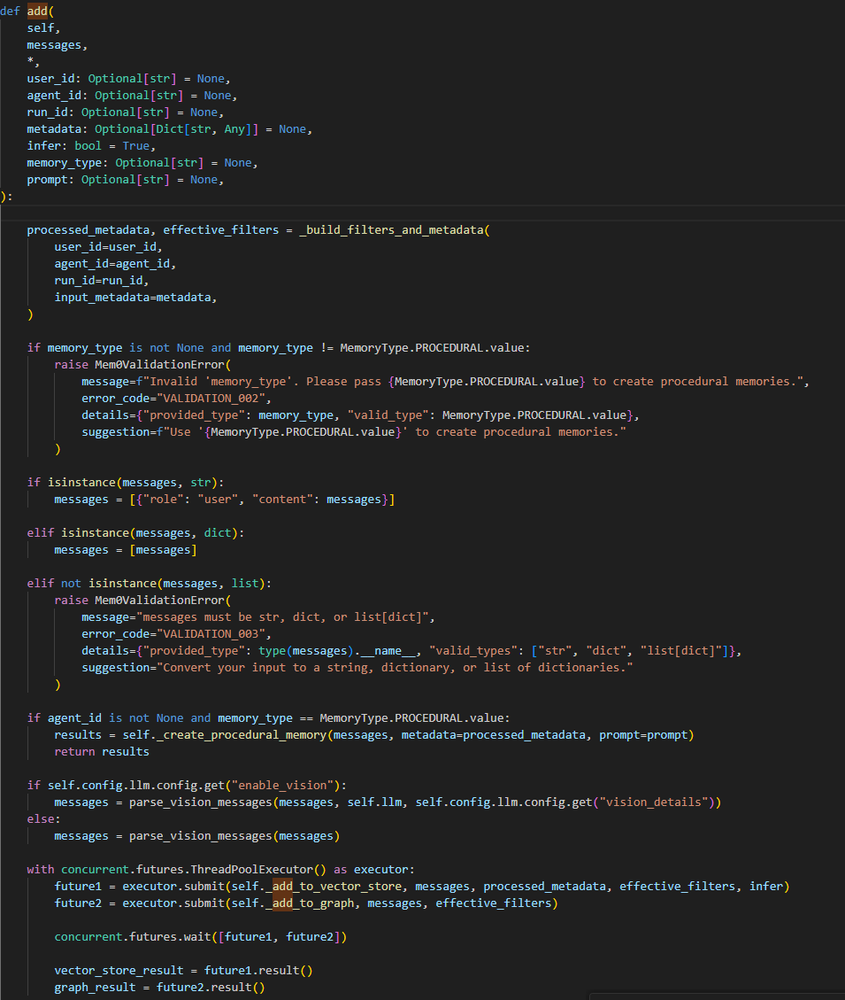 def add(
    self,
    messages,
    *,
    user_id: Optional[str] = None,
    agent_id: Optional[str] = None,
    run_id: Optional[str] = None,
    metadata: Optional[Dict[str, Any]] = None,
    infer: bool = True,
    memory_type: Optional[str] = None,
    prompt: Optional[str] = None,
):
    processed_metadata, effective_filters = _build_filters_and_metadata(
        user_id=user_id,
        agent_id=agent_id,
        run_id=run_id,
        input_metadata=metadata,
    )
    if memory_type is not None and memory_type != MemoryType.PROCEDURAL.value:
        raise Mem0ValidationError(
            message=f"Invalid 'memory_type'. Please pass {MemoryType.PROCEDURAL.value} to create procedural memories.",
            error_code="VALIDATION_002",
            details={"provided_type": memory_type, "valid_type": MemoryType.PROCEDURAL.value},
            suggestion=f"Use '{MemoryType.PROCEDURAL.value}' to create procedural memories."
        )
    if isinstance(messages, str):
        messages = [{"role": "user", "content": messages}]
    elif isinstance(messages, dict):
        messages = [messages]
    elif not isinstance(messages, list):
        raise Mem0ValidationError(
            message="messages must be str, dict, or list[dict]",
            error_code="VALIDATION_003",
            details={"provided_type": type(messages).__name__, "valid_types": ["str", "dict", "list[dict]"]},
            suggestion="Convert your input to a string, dictionary, or list of dictionaries."
        )
    if agent_id is not None and memory_type == MemoryType.PROCEDURAL.value:
        results = self._create_procedural_memory(messages, metadata=processed_metadata, prompt=prompt)
        return results
    if self.config.llm.config.get("enable_vision"):
        messages = parse_vision_messages(messages, self.llm, self.config.llm.config.get("vision_details"))
    else:
        messages = parse_vision_messages(messages)
    with concurrent.futures.ThreadPoolExecutor() as executor:
        future1 = executor.submit(self._add_to_vector_store, messages, processed_metadata, effective_filters, infer)
        future2 = executor.submit(self._add_to_graph, messages, effective_filters)
        concurrent.futures.wait([future1, future2])
        vector_store_result = future1.result()
        graph_result = future2.result()